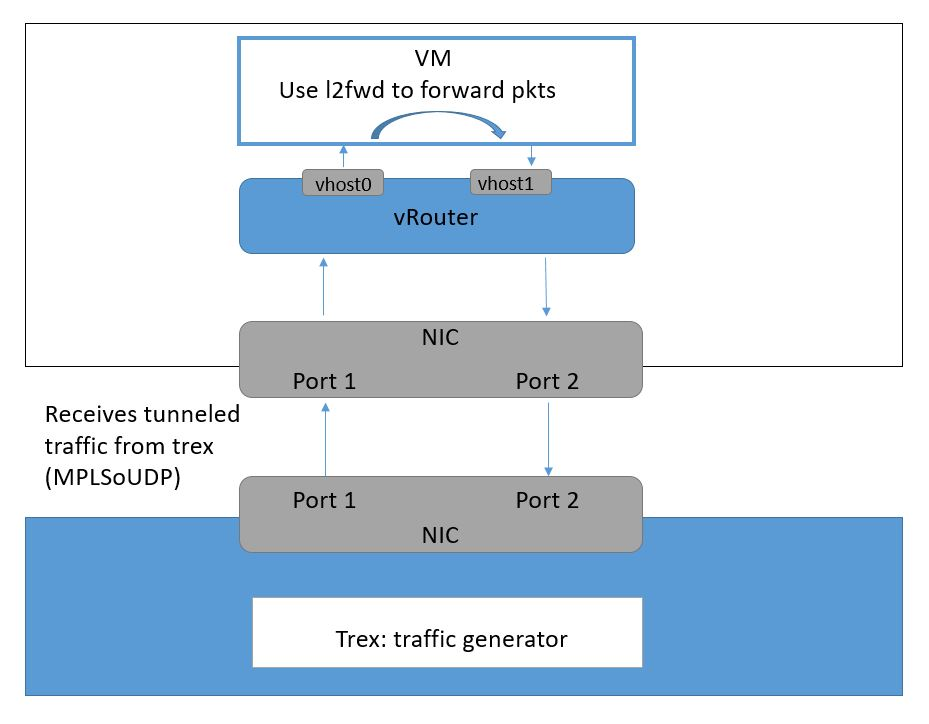 VM
Use l2fwd to forward pkts
vhost0
vhost1
vRouter
NIC
Port 1
Port 2
Receives tunneled
traffic from trex
(MPLSoUDP)
Port 1
Port 2
NIC
Trex: traffic generator